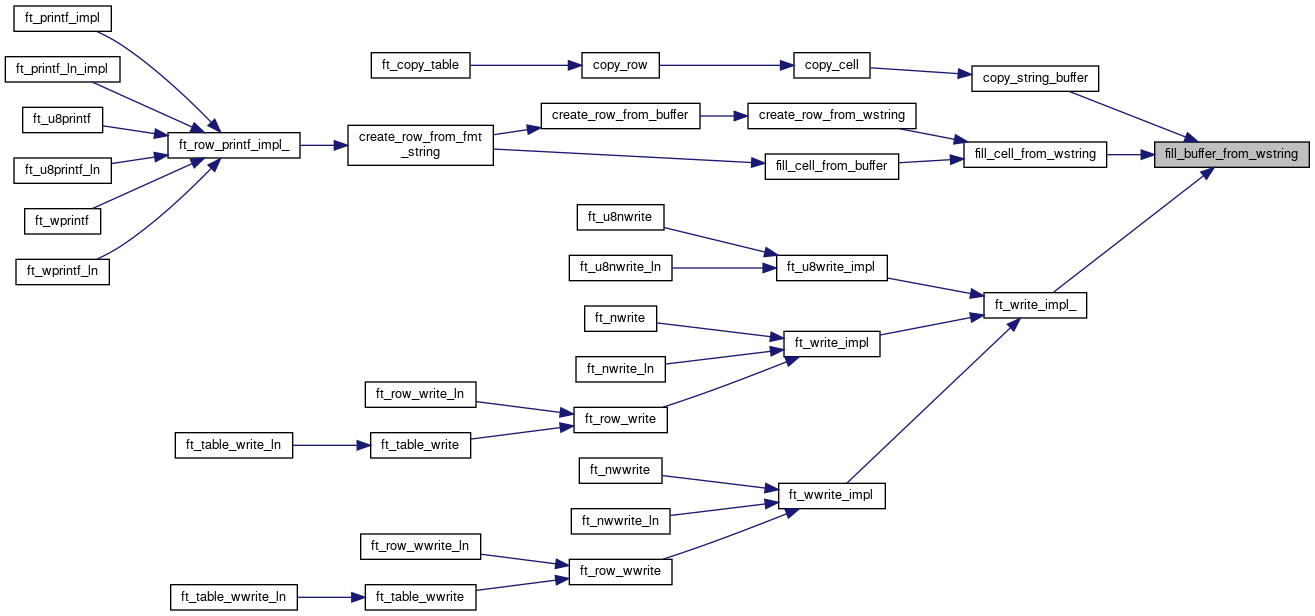 ft_printf_impl
ft_printf_ln_impl
ft_u8printf
ft_u8printf_ln
ft_wprintf
ft_wprintf_ln
ft_row_printf_impl_
ft_copy_table
copy_row
copy_cell
copy_string_buffer
create_row_from_fmt
_string
create_row_from_buffer
create_row_from_wstring
fill_cell_from_buffer
fill_cell_from_wstring
fill_buffer_from_wstring
ft_u8nwrite
ft_u8nwrite_ln
ft_u8write_impl
ft_write_impl_
ft_nwrite
ft_nwrite_ln
ft_write_impl
ft_row_write_ln
ft_row_write
ft_table_write_ln
ft_table_write
ft_nwwrite
ft_nwwrite_ln
ft_wwrite_impl
ft_row_wwrite_ln
ft_row_wwrite
ft_table_wwrite_ln
ft_table_wwrite